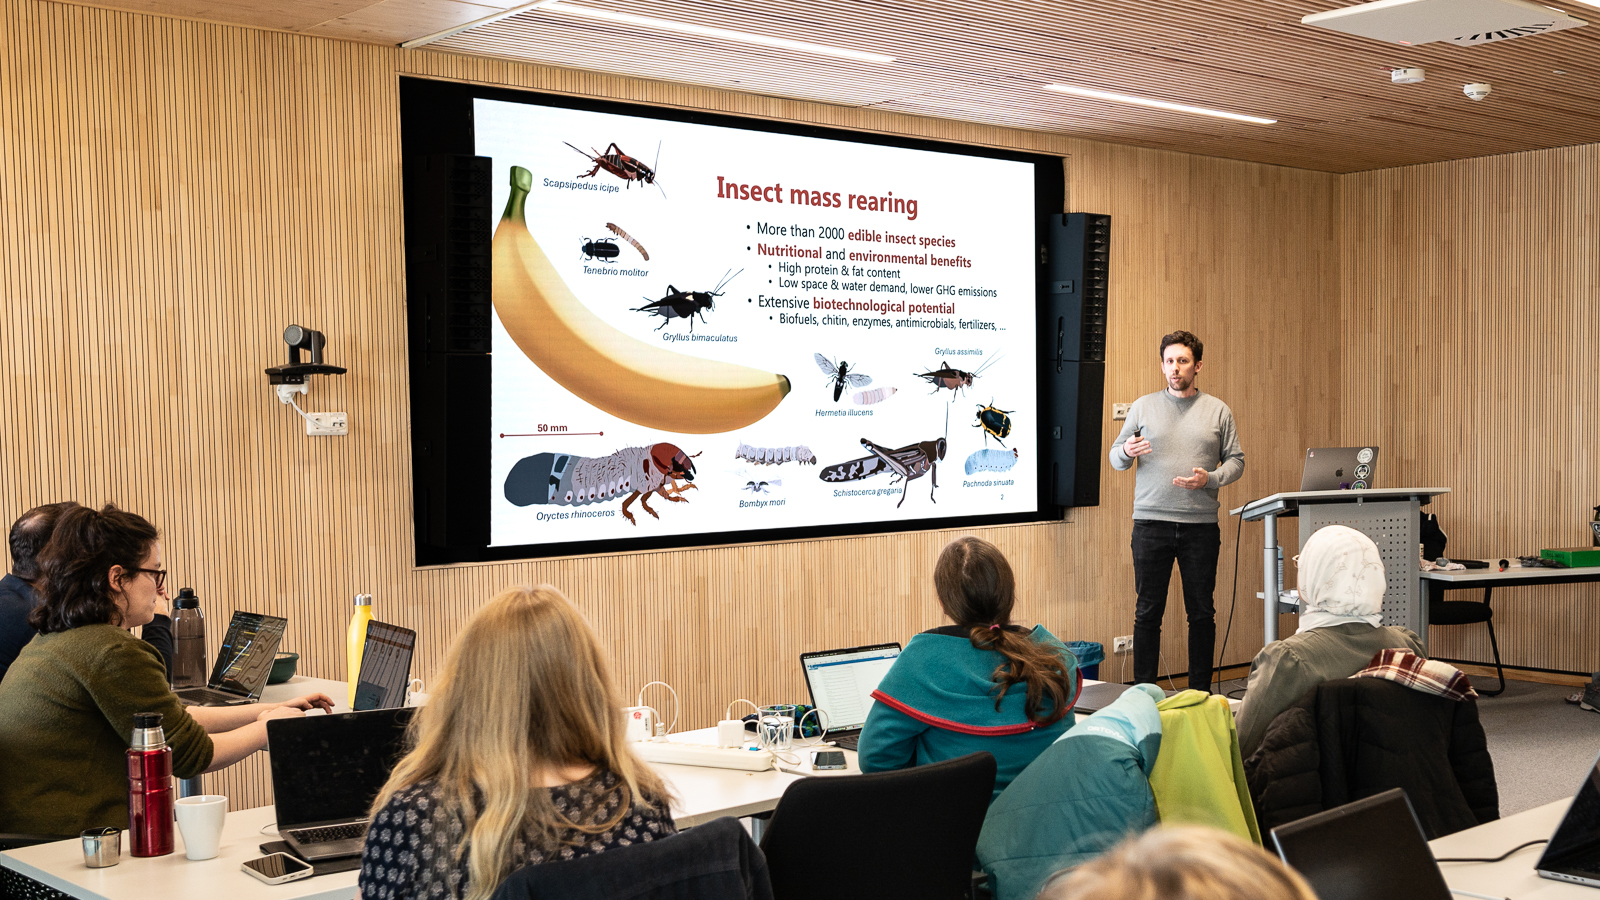 Scapsipedus icipe
Insect mass rearing
• More than 2000 edible insect species
• Nutritional and environmental benefits
• High protein & fat content
• Low space & water demand, lower GHG emissions
• Extensive biotechnological potential
• Biofuels, chitin, enzymes, antimicrobials, fertilizers, ...
Tenebrio molitor
Gryllus bimaculatus
Gryllus assimilis
Hermetia illucens
50 mm
Oryctes rhinoceros
Bombyx mori
Schistocerca gregaria
Pachnoda sinuata
2